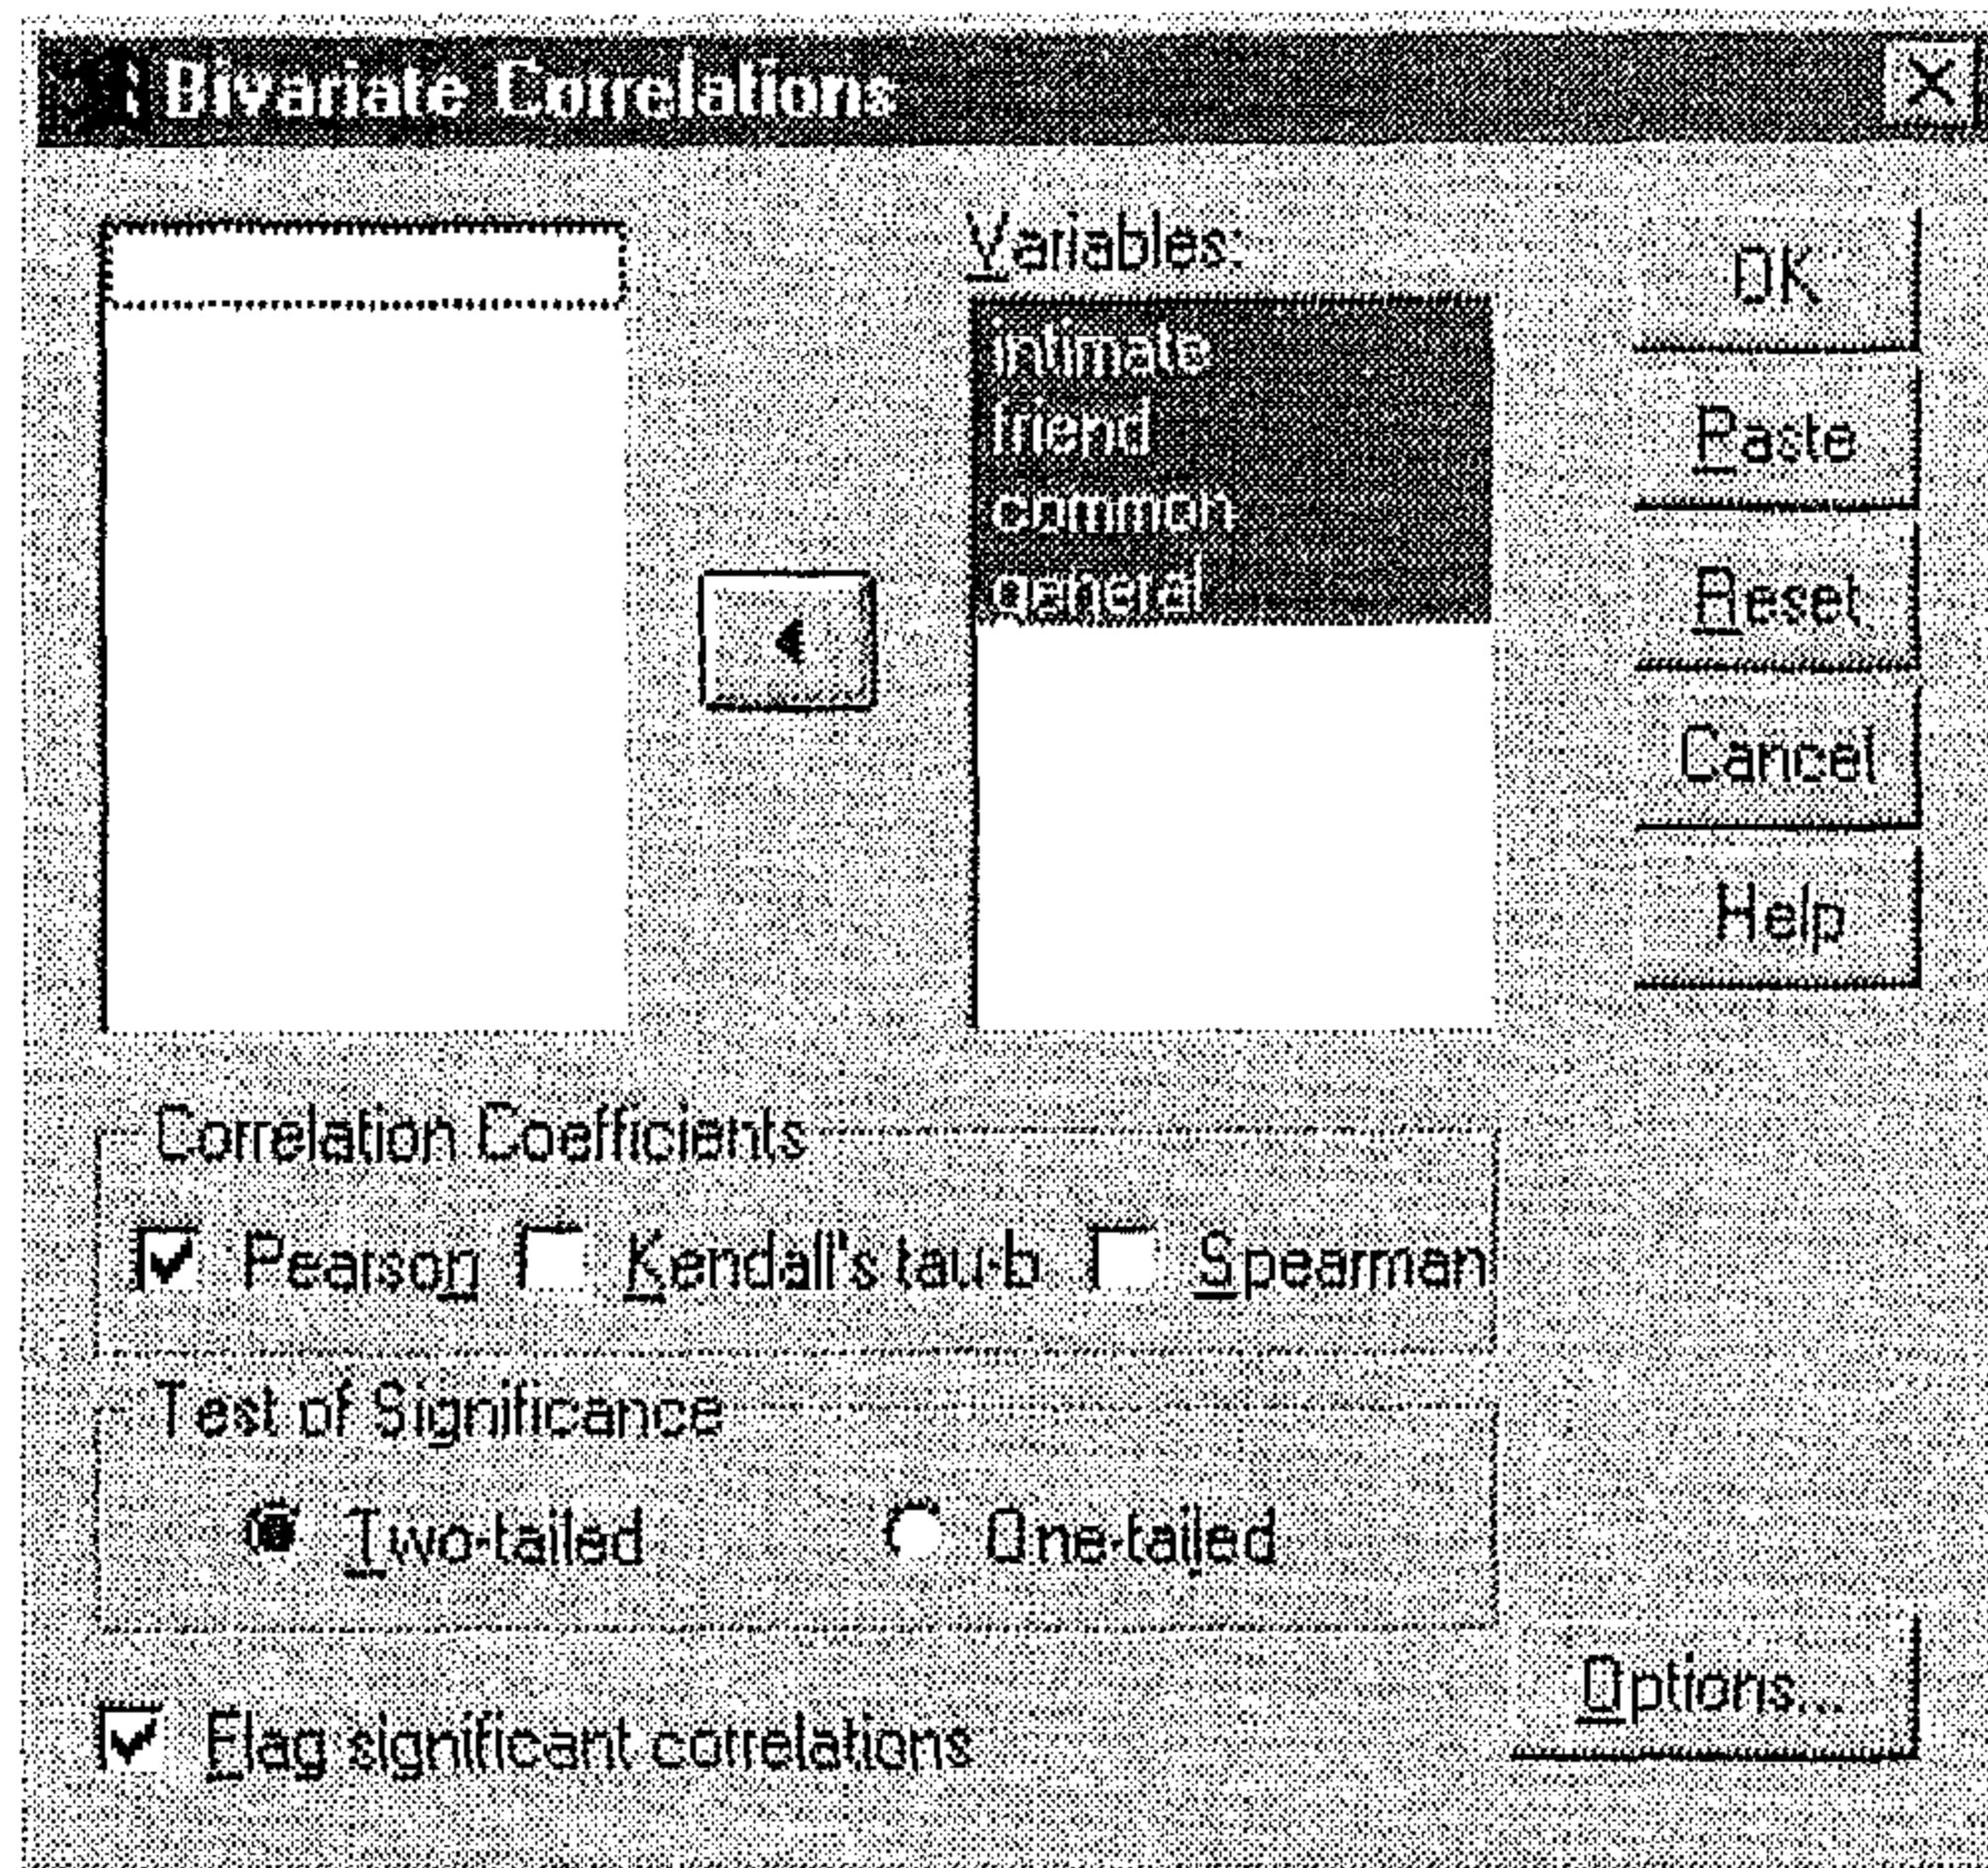 Bivariate Correlations
Variables:
intimate
friend
common
general
OK
Paste
Reset
Cancel
Help
Correlation Coefficients
Pearson Kendall's tau-b Spearman
Test of Significance
Two-tailed One-tailed
Options...
Flag significant correlations